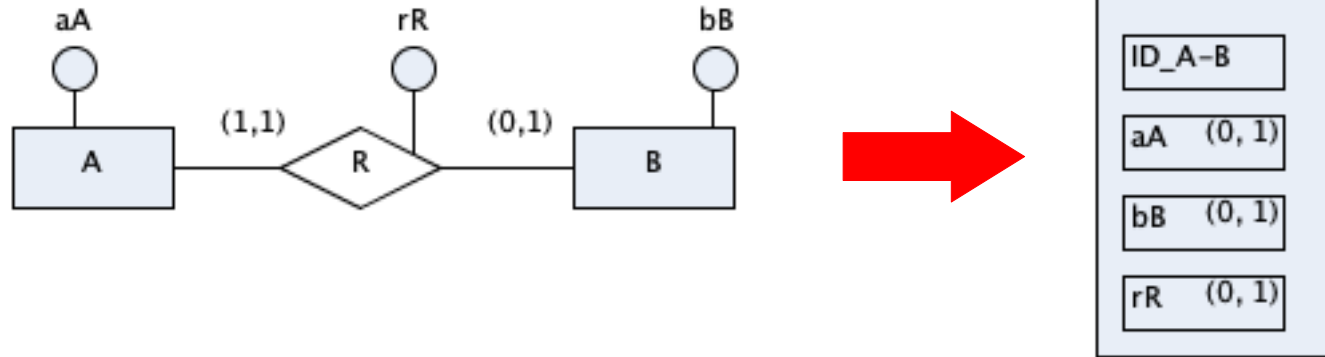 aA
rR
bB
(1,1)
(0,1)
A
R
B
ID_A-B
aA (0, 1)
bB (0, 1)
rR (0, 1)